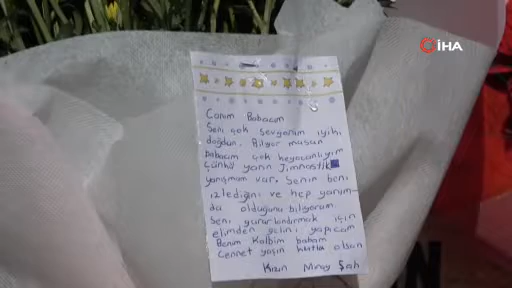 İHA
Canım Babacım
Seni çok seviyorum iyiki
doğdun. Biliyor musun
babacım çok heyecanlıyım
çünkü yarın Jimnastik
yarışmam var. Senin beni
izlediğini ve hep yanım-
da olduğunu biliyorum
Seni gururlandırmak için
elimden geleni yapıcam
Benim Kalbim babam
Cennet yaşın kutlu olsun
Kızın Miray Şah